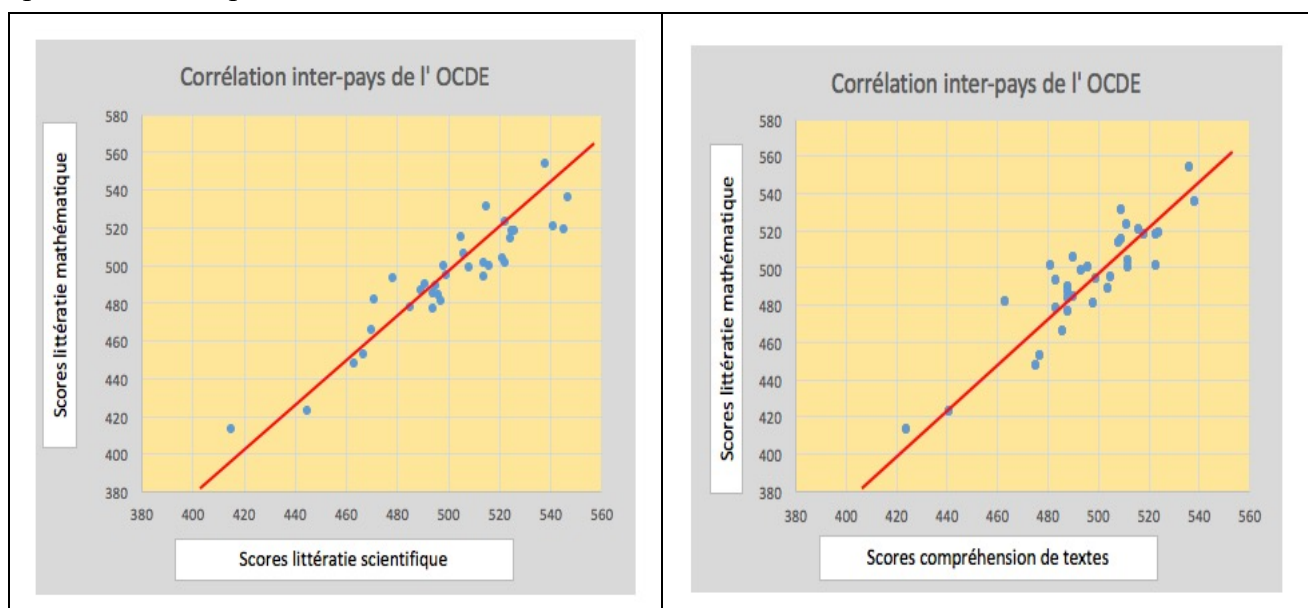 Corrélation inter-pays de l' OCDE
Scores littératie mathématique
580
560
540
520
500
480
460
440
420
400
380
380 400 420 440 460 480 500 520 540 560
Scores littératie scientifique
Corrélation inter-pays de l' OCDE
Scores littératie mathématique
580
560
540
520
500
480
460
440
420
400
380
380 400 420 440 460 480 500 520 540 560
Scores compréhension de textes